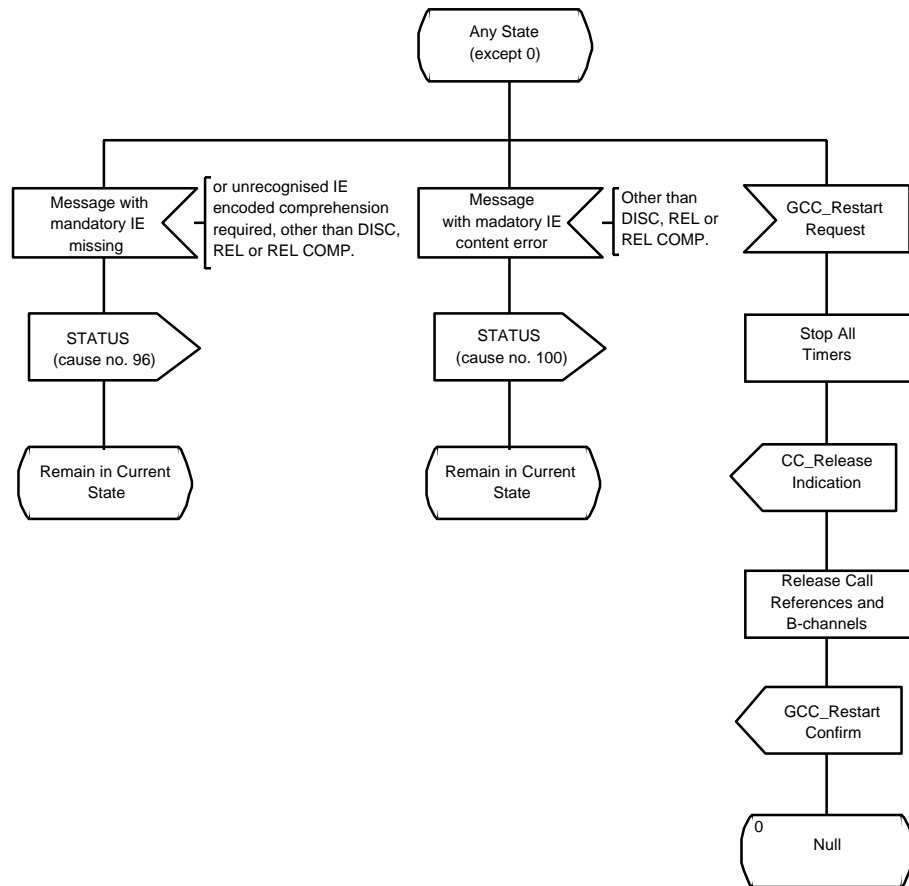 Any State
(except 0)
Message with
mandatory IE
missing
or unrecognised IE
encoded comprehension
required, other than DISC,
REL or REL COMP.
Message
with madatory IE
content error
Other than
DISC, REL or
REL COMP.
GCC_Restart
Request
STATUS
(cause no. 96)
STATUS
(cause no. 100)
Stop All
Timers
Remain in Current
State
Remain in Current
State
CC_Release
Indication
Release Call
References and
B-channels
GCC_Restart
Confirm
0
Null